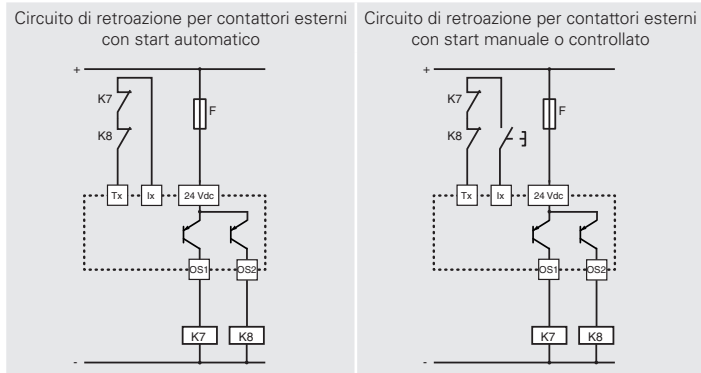 Circuito di retroazione per contattori esterni
con start automatico
+
K7
F
K8
Tx
Ix
24 Vdc
OS1
OS2
K7
K8
-
Circuito di retroazione per contattori esterni
con start manuale o controllato
+
K7
F
K8
Tx
Ix
24 Vdc
OS1
OS2
K7
K8
-